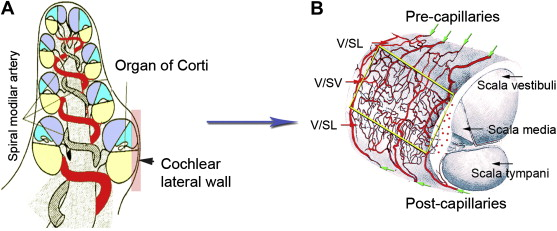 A
Spiral modilar artery
Organ of Corti
Cochlear
lateral wall
B
Pre-capillaries
V/SL
V/SV
V/SL
Scala vestibuli
Scala media
Scala tympani
Post-capillaries